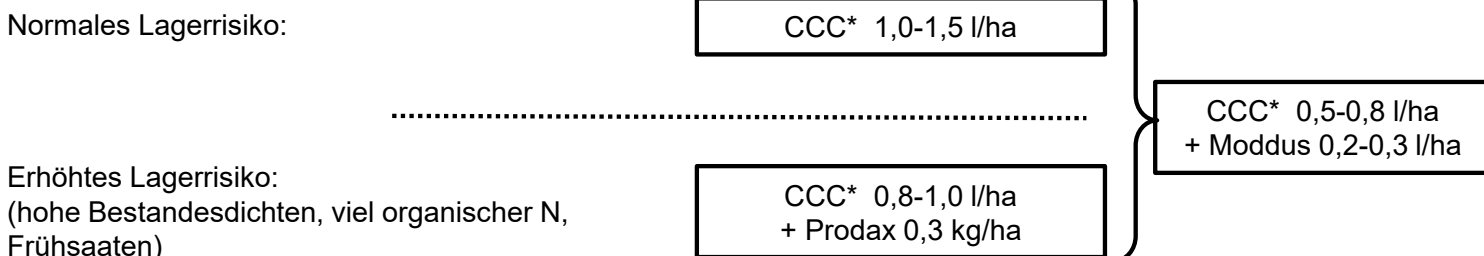 Normales Lagerrisiko:
CCC* 1,0-1,5 l/ha
CCC* 0,5-0,8 l/ha
+ Moddus 0,2-0,3 l/ha
Erhöhtes Lagerrisiko:
(hohe Bestandesdichten, viel organischer N,
Frühsaaten)
CCC* 0,8-1,0 l/ha
+ Prodax 0,3 kg/ha